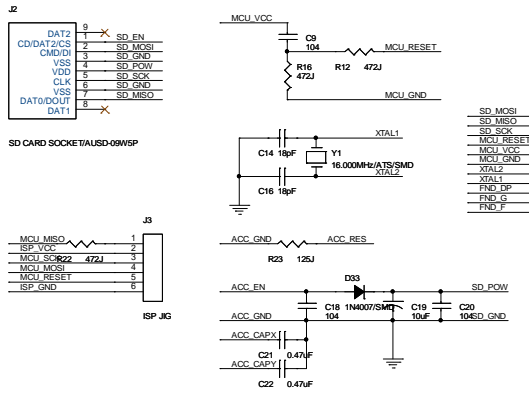 J2
9
DAT2
1 SD_EN
CD/DAT2/CS
2 SD_MOSI
CMD/DI
3 SD_GND
VSS
4 SD_POW
VDD
5 SD_SCK
CLK
6 SD_GND
VSS
7 SD_MISO
DAT0/DOUT
8
DAT1
SD CARD SOCKET/AUSD-09W5P
MCU_VCC
C9
104
MCU_RESET
R16
472J
R12 472J
MCU_GND
XTAL1
C14 18pF
Y1
16.000MHz/ATS/SMD
XTAL2
C16 18pF
SD_MOSI
SD_MISO
SD_SCK
MCU_RESET
MCU_VCC
MCU_GND
XTAL2
XTAL1
FND_DP
FND_G
FND_F
J3
MCU_MISO 1
ISP_VCC 2
MCU_SCK 3
R22 472J
MCU_MOSI 4
MCU_RESET 5
ISP_GND 6
ISP JIG
ACC_GND ACC_RES
R23 125J
D33
ACC_EN SD_POW
1N4007/SMD
C18
104
C19
10uF
C20
104
ACC_GND SD_GND
ACC_CAPX
C21 0.47uF
ACC_CAPY
C22 0.47uF